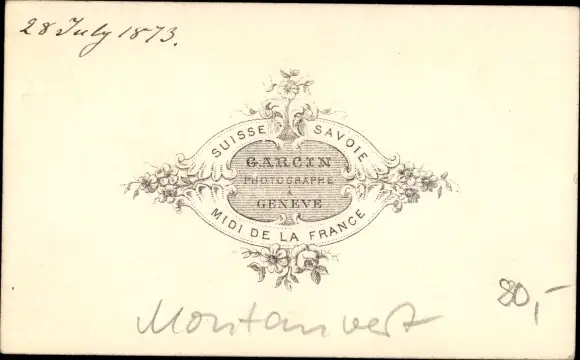 28 July 1873.
SUISSE SAVOIE
GARCIN
PHOTOGRAPHE
À
GENÈVE
MIDI DE LA FRANCE
80,-
Montanvert